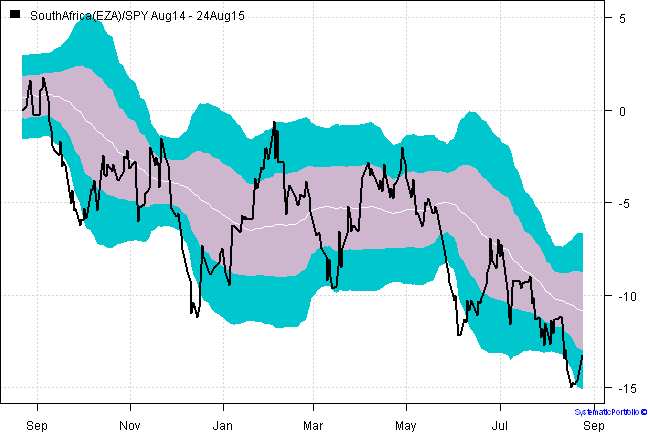 SouthAfrica(EZA)/SPY Aug14 - 24Aug15
5
0
-5
-10
-15
Sep Nov Jan Mar May Jul Sep
SystematicPortfolio ©